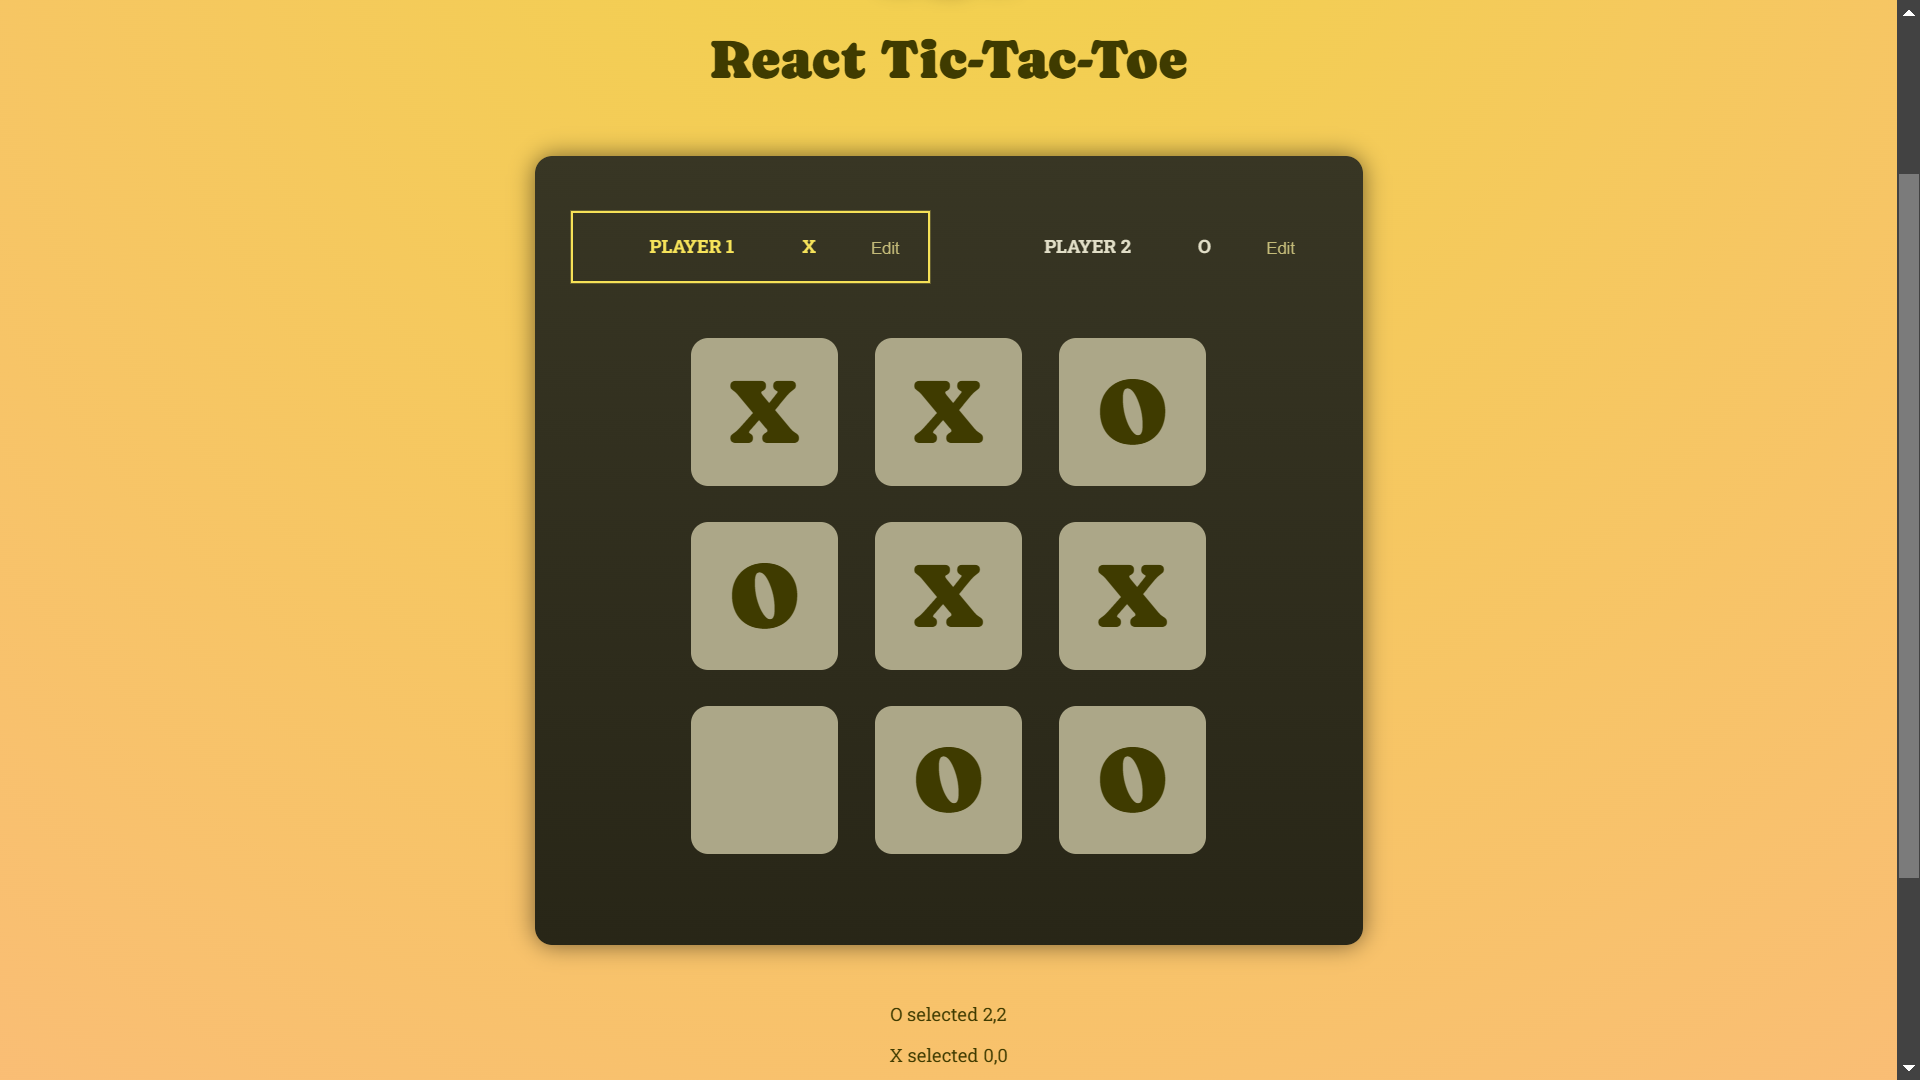 React Tic-Tac-Toe
PLAYER 1 X Edit PLAYER 2 O Edit
X X O
O X X
O O
O selected 2,2
X selected 0,0